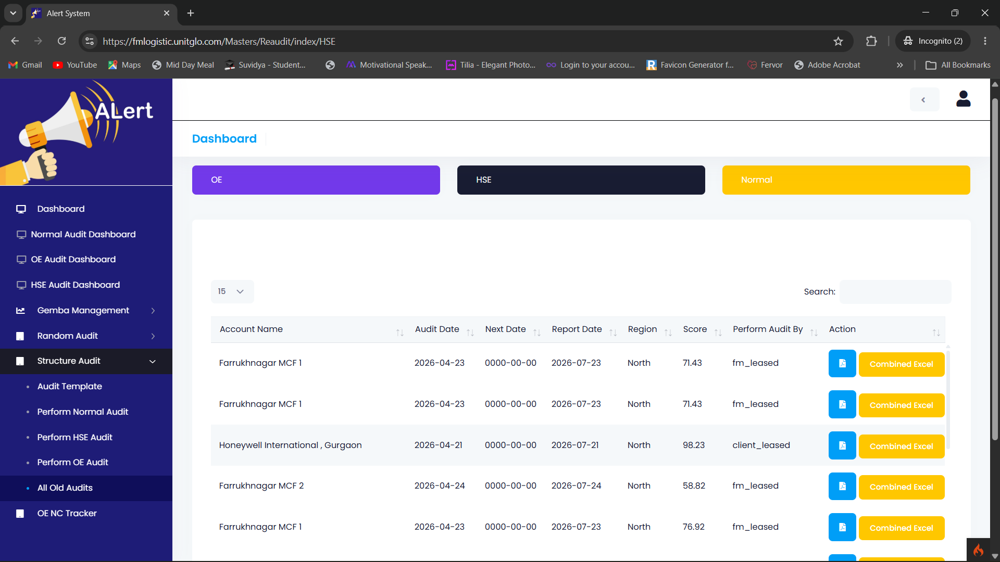 Alert System
https://fmlogistic.unitglo.com/Masters/Reaudit/index/HSE
Incognito (2)
Gmail
YouTube
Maps
Mid Day Meal
Suvidya - Student...
Motivational Speak...
Tilia - Elegant Photo...
Login to your accou...
Favicon Generator f...
Fervor
Adobe Acrobat
All Bookmarks
ALert
Dashboard
Normal Audit Dashboard
OE Audit Dashboard
HSE Audit Dashboard
Gemba Management
Random Audit
Structure Audit
Audit Template
Perform Normal Audit
Perform HSE Audit
Perform OE Audit
All Old Audits
OE NC Tracker
Dashboard
OE HSE Normal
15
Search:
Account Name Audit Date Next Date Report Date Region Score Perform Audit By Action
Farrukhnagar MCF 1 2026-04-23 0000-00-00 2026-07-23 North 71.43 fm_leased Combined Excel
Farrukhnagar MCF 1 2026-04-23 0000-00-00 2026-07-23 North 71.43 fm_leased Combined Excel
Honeywell International , Gurgaon 2026-04-21 0000-00-00 2026-07-21 North 98.23 client_leased Combined Excel
Farrukhnagar MCF 2 2026-04-24 0000-00-00 2026-07-24 North 58.82 fm_leased Combined Excel
Farrukhnagar MCF 1 2026-04-23 0000-00-00 2026-07-23 North 76.92 fm_leased Combined Excel